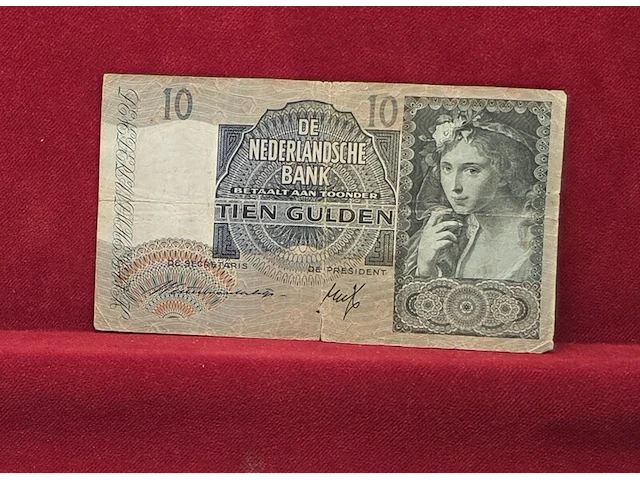 10
10
DE
NEDERLANDSCHE
BANK
BETAALT AAN TOONDER
TIEN GULDEN
DE SECRETARIS
DE PRESIDENT